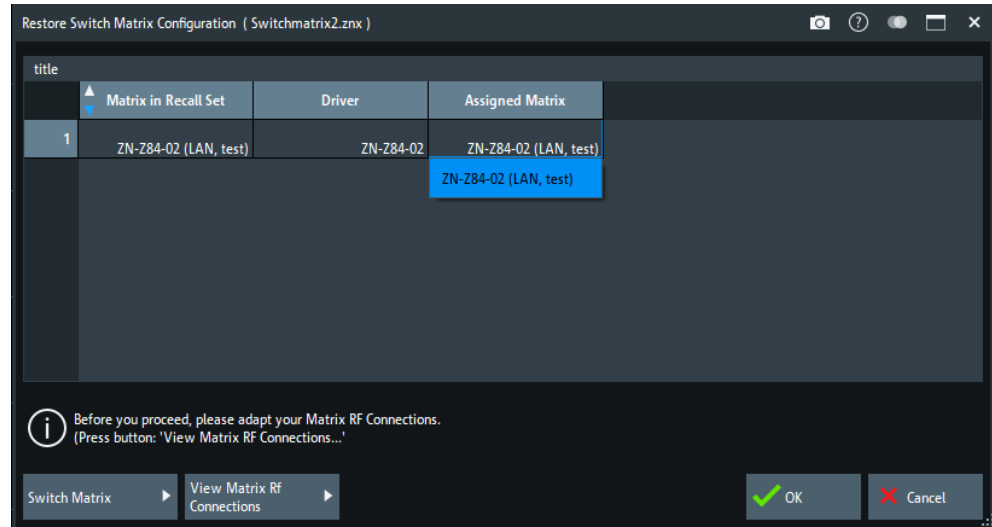 Restore Switch Matrix Configuration ( Switchmatrix2.znx )
title
Matrix in Recall Set Driver Assigned Matrix
1 ZN-Z84-02 (LAN, test) ZN-Z84-02 ZN-Z84-02 (LAN, test)
ZN-Z84-02 (LAN, test)
Before you proceed, please adapt your Matrix RF Connections.
(Press button: 'View Matrix RF Connections...'
Switch Matrix
View Matrix Rf
Connections
OK
Cancel